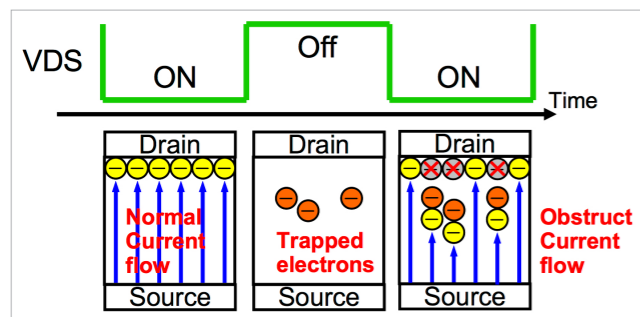 VDS
ON
Off
ON
Time
Drain
Drain
Drain
Normal
Current
flow
Trapped
electrons
Obstruct
Current
flow
Source
Source
Source